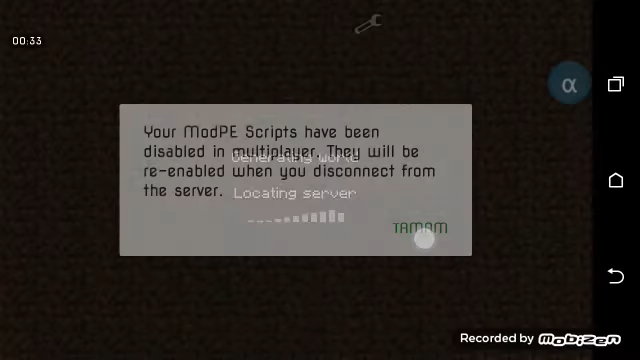 00:33
α
Your ModPE Scripts have been
disabled in multiplayer. They will be
Generating world
re-enabled when you disconnect from
the server.
Locating server
TAMAM
Recorded by Mobizen